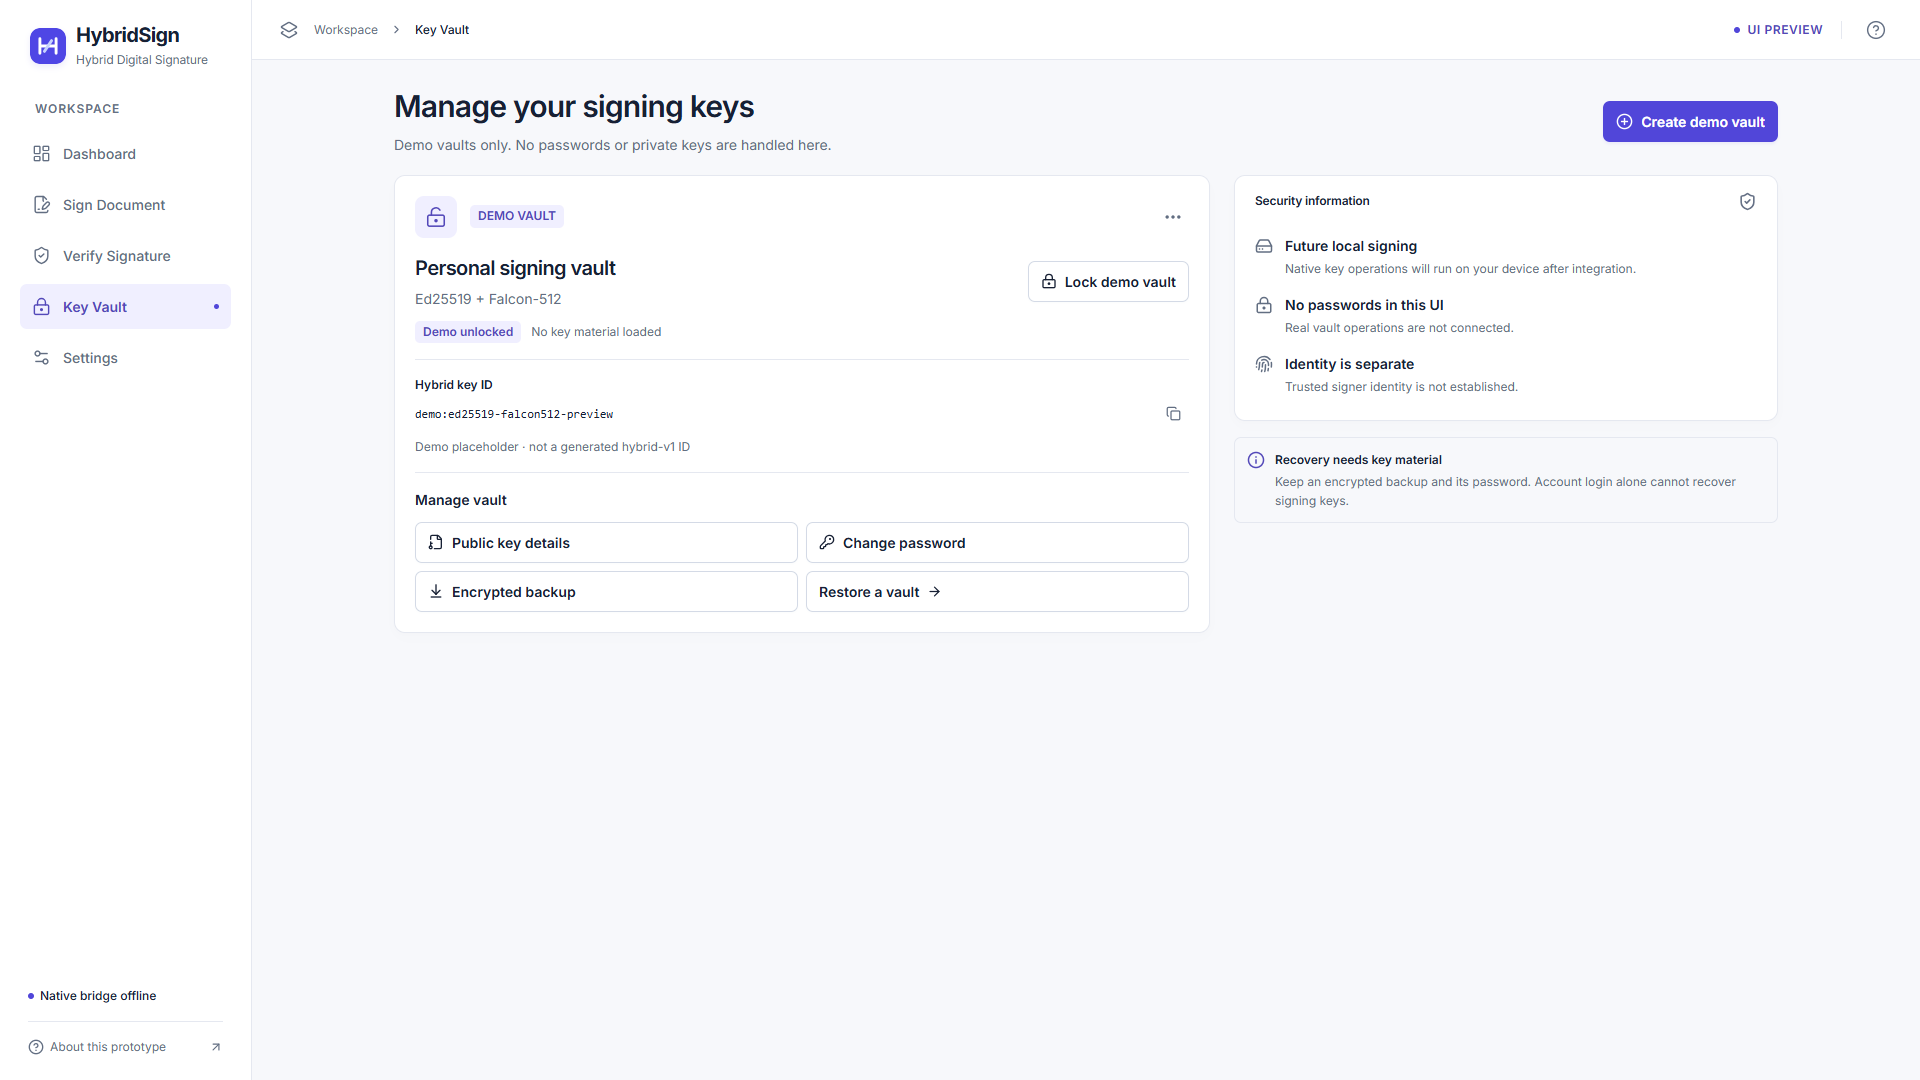 HybridSign
Hybrid Digital Signature
WORKSPACE
Dashboard
Sign Document
Verify Signature
Key Vault
Settings
Native bridge offline
About this prototype
Workspace
Key Vault
UI PREVIEW
Manage your signing keys
Demo vaults only. No passwords or private keys are handled here.
Create demo vault
DEMO VAULT
Personal signing vault
Ed25519 + Falcon-512
Lock demo vault
Demo unlocked
No key material loaded
Hybrid key ID
demo:ed25519-falcon512-preview
Demo placeholder · not a generated hybrid-v1 ID
Manage vault
Public key details
Change password
Encrypted backup
Restore a vault
Security information
Future local signing
Native key operations will run on your device after integration.
No passwords in this UI
Real vault operations are not connected.
Identity is separate
Trusted signer identity is not established.
Recovery needs key material
Keep an encrypted backup and its password. Account login alone cannot recover
signing keys.